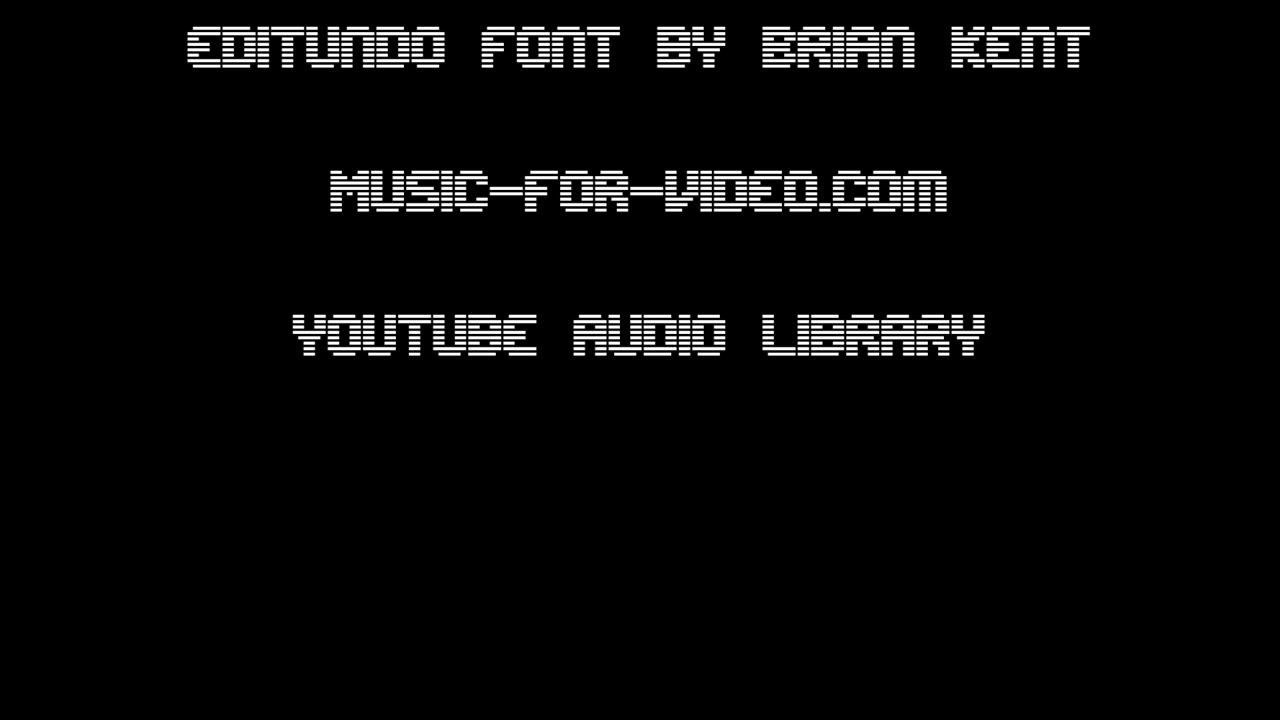 EDITUNDO FONT BY BRIAN KENT
MUSIC-FOR-VIDEO.COM
YOUTUBE AUDIO LIBRARY